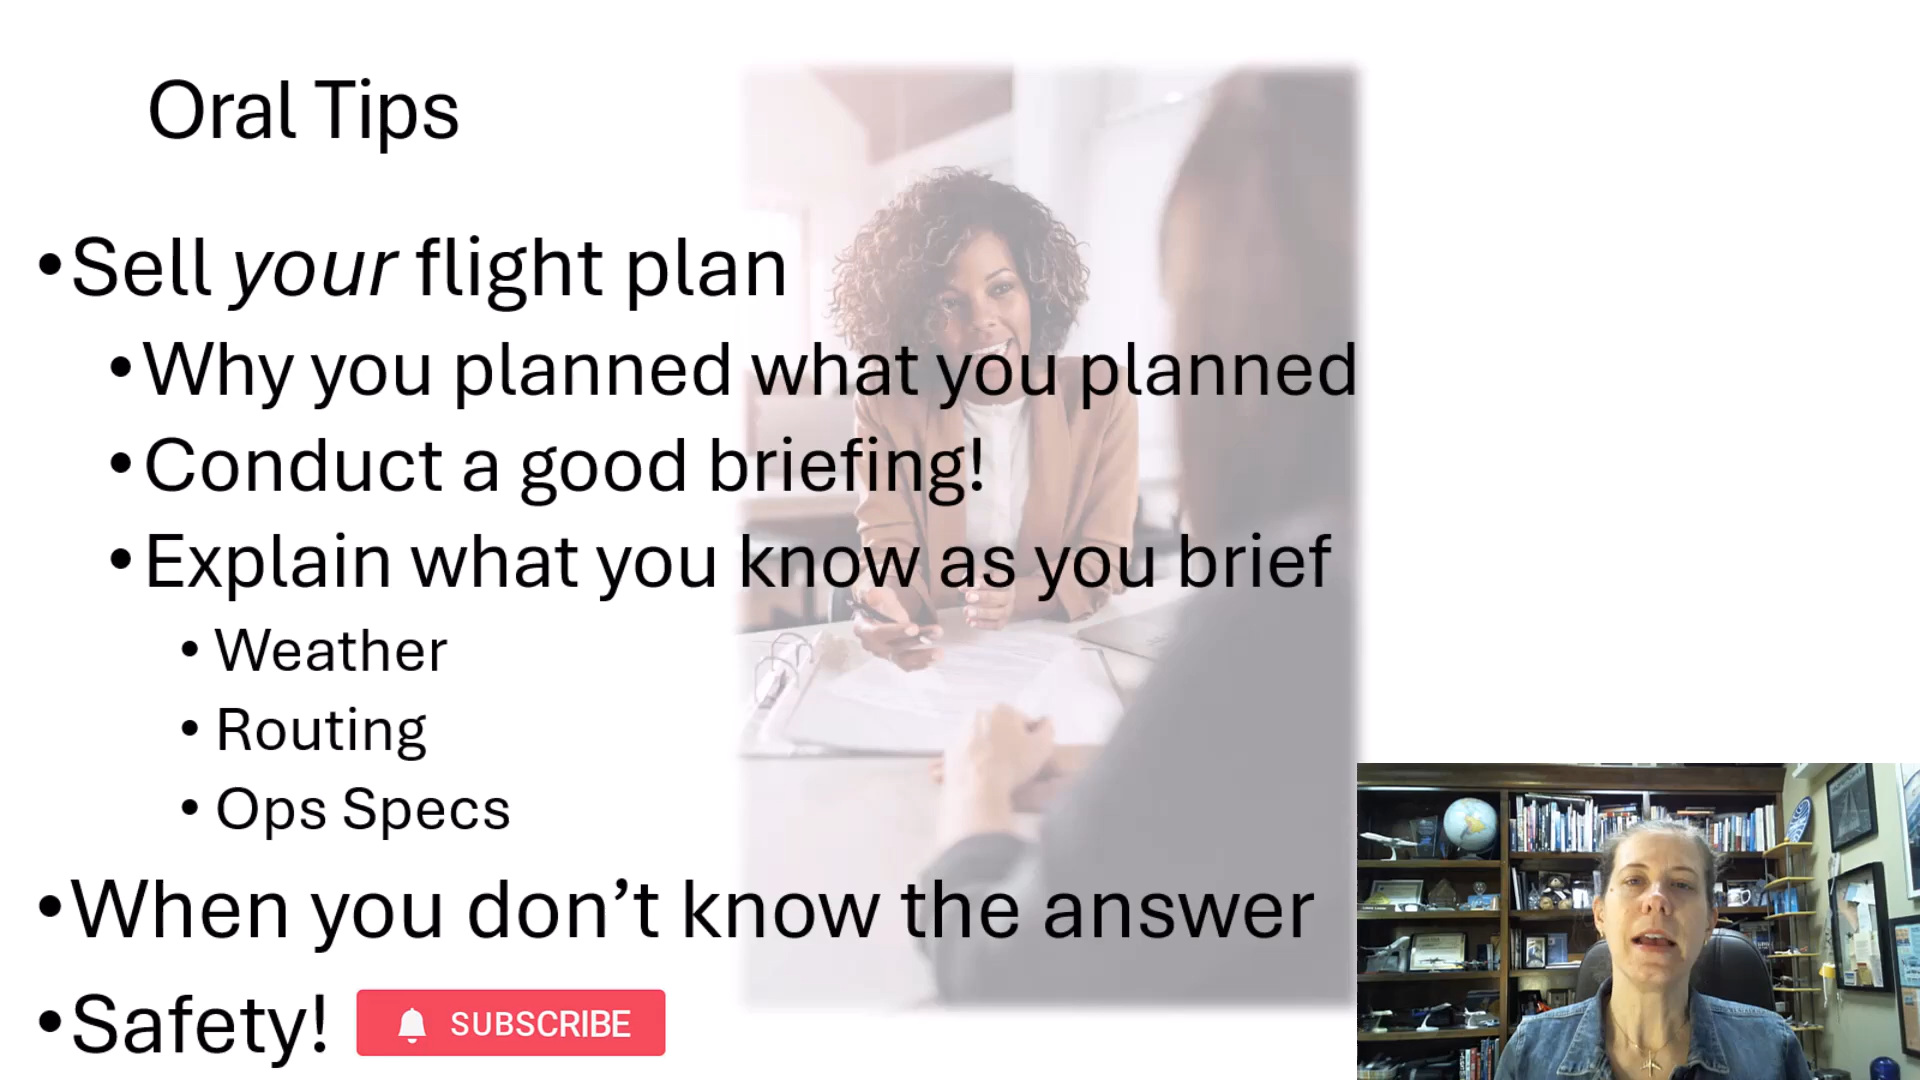 Oral Tips
•Sell your flight plan
•Why you planned what you planned
•Conduct a good briefing!
•Explain what you know as you brief
• Weather
• Routing
• Ops Specs
•When you don’t know the answer
•Safety!
SUBSCRIBE